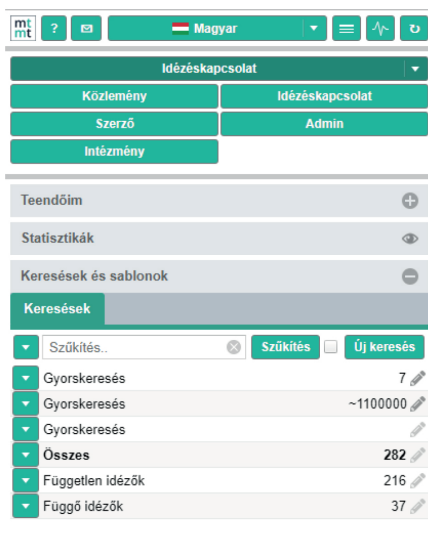 mt
mt ? Magyar
Idézéskapcsolat
Közlemény Idézéskapcsolat
Szerző Admin
Intézmény
Teendőim
Statisztikák
Keresések és sablonok
Keresések
Szűkítés.. Szűkítés Új keresés
Gyorskeresés 7
Gyorskeresés ~1100000
Gyorskeresés
Összes 282
Független idézők 216
Függő idézők 37